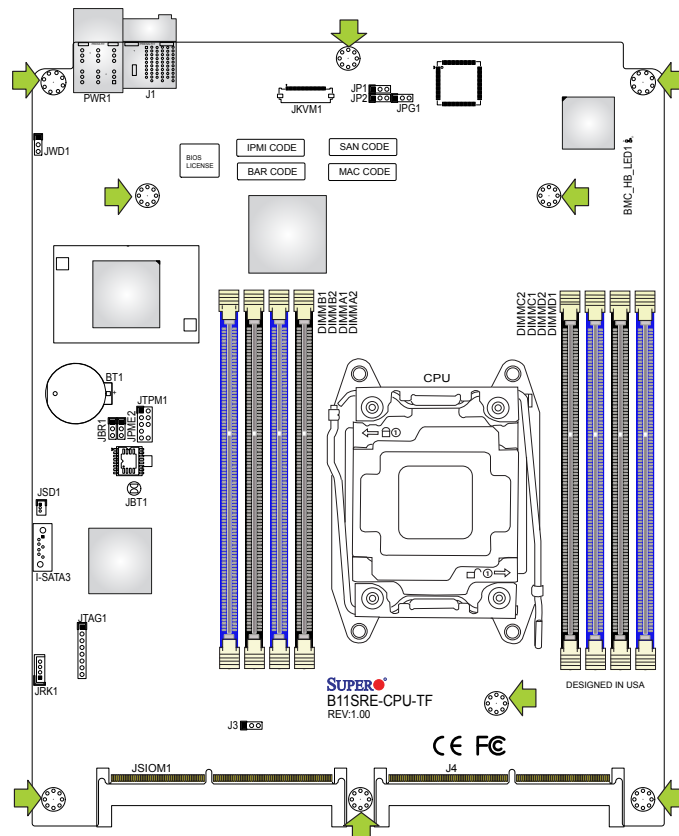 PWR1
J1
JKVM1
JP1
JP2
JPG1
JWD1
BIOS
LICENSE
IPMI CODE
SAN CODE
BAR CODE
MAC CODE
BMC_HB_LED1
DIMMB1
DIMMB2
DIMMA1
DIMMA2
DIMMC2
DIMMC1
DIMMD2
DIMMD1
CPU
BT1
+
JTPM1
JBR1
JPME2
JBT1
JSD1
I-SATA3
JTAG1
JRK1
SUPER
B11SRE-CPU-TF
REV:1.00
DESIGNED IN USA
J3
CE FC
JSIOM1
J4